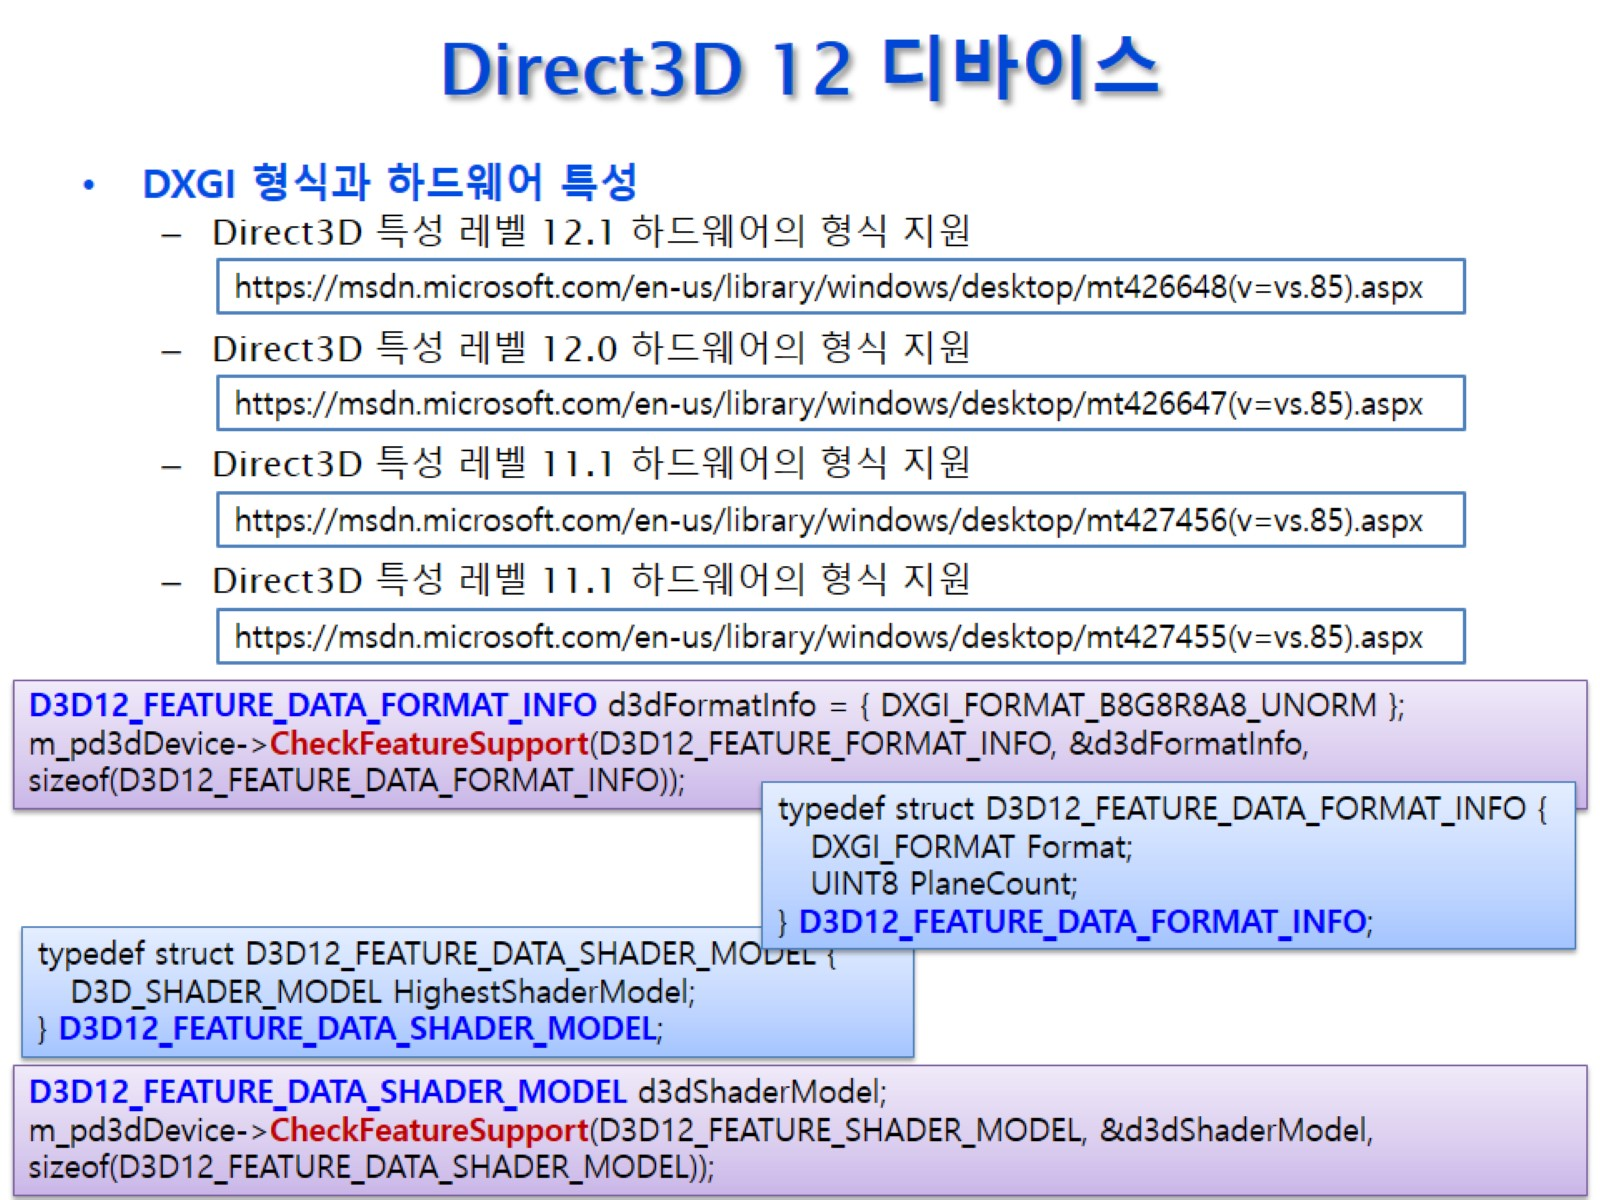 Direct3D 12 디바이스
• DXGI 형식과 하드웨어 특성
– Direct3D 특성 레벨 12.1 하드웨어의 형식 지원
https://msdn.microsoft.com/en-us/library/windows/desktop/mt426648(v=vs.85).aspx
– Direct3D 특성 레벨 12.0 하드웨어의 형식 지원
https://msdn.microsoft.com/en-us/library/windows/desktop/mt426647(v=vs.85).aspx
– Direct3D 특성 레벨 11.1 하드웨어의 형식 지원
https://msdn.microsoft.com/en-us/library/windows/desktop/mt427456(v=vs.85).aspx
– Direct3D 특성 레벨 11.1 하드웨어의 형식 지원
https://msdn.microsoft.com/en-us/library/windows/desktop/mt427455(v=vs.85).aspx
D3D12_FEATURE_DATA_FORMAT_INFO d3dFormatInfo = { DXGI_FORMAT_B8G8R8A8_UNORM };
m_pd3dDevice->CheckFeatureSupport(D3D12_FEATURE_FORMAT_INFO, &d3dFormatInfo,
sizeof(D3D12_FEATURE_DATA_FORMAT_INFO));
typedef struct D3D12_FEATURE_DATA_FORMAT_INFO {
DXGI_FORMAT Format;
UINT8 PlaneCount;
} D3D12_FEATURE_DATA_FORMAT_INFO;
typedef struct D3D12_FEATURE_DATA_SHADER_MODEL {
D3D_SHADER_MODEL HighestShaderModel;
} D3D12_FEATURE_DATA_SHADER_MODEL;
D3D12_FEATURE_DATA_SHADER_MODEL d3dShaderModel;
m_pd3dDevice->CheckFeatureSupport(D3D12_FEATURE_SHADER_MODEL, &d3dShaderModel,
sizeof(D3D12_FEATURE_DATA_SHADER_MODEL));